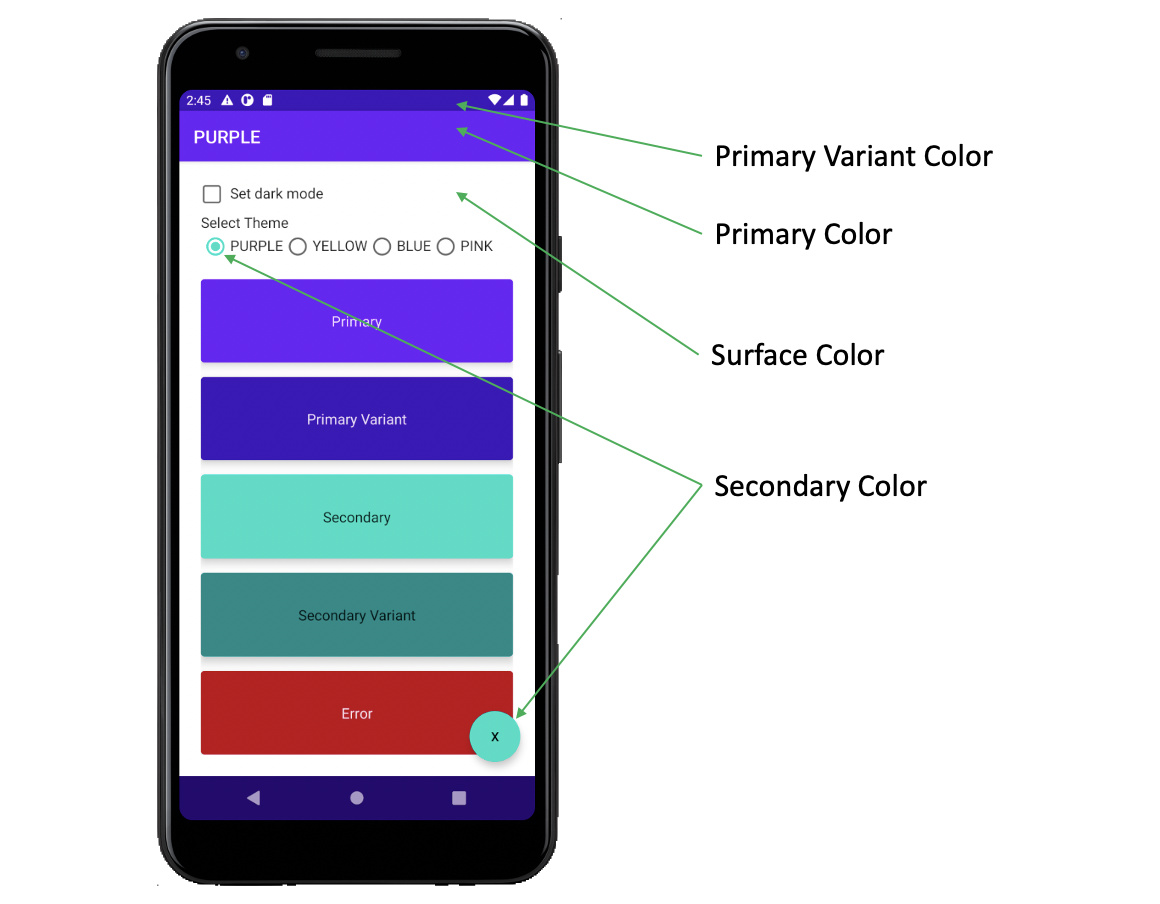 2:45
PURPLE
Set dark mode
Select Theme
PURPLE YELLOW BLUE PINK
Primary
Primary Variant
Secondary
Secondary Variant
Error
x
Primary Variant Color
Primary Color
Surface Color
Secondary Color